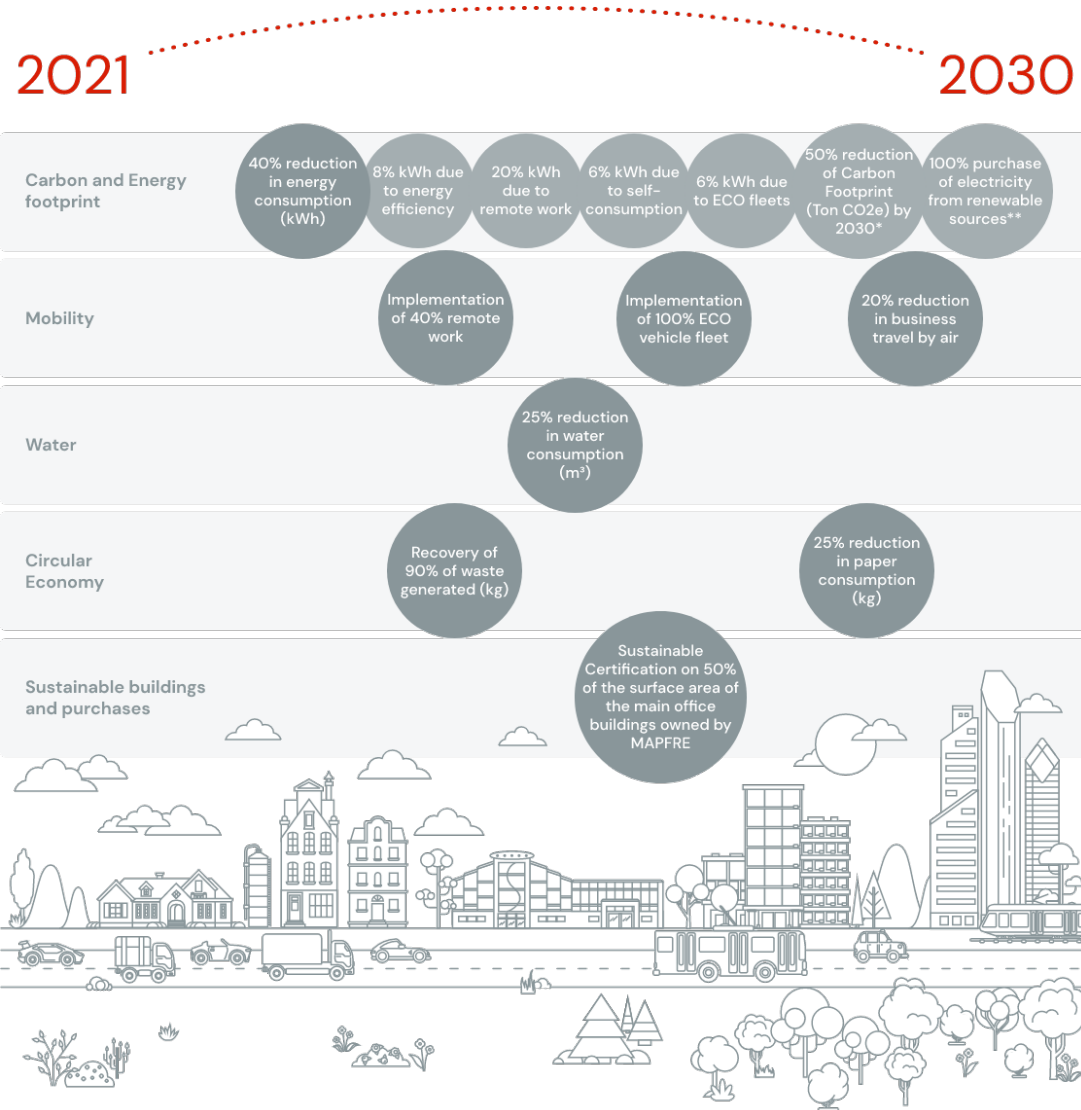 2021
2030
Carbon and Energy
footprint
40% reduction
in energy
consumption
(kWh)
8% kWh due
to energy
efficiency
20% kWh
due to
remote work
6% kWh due
to self-
consumption
6% kWh due
to ECO fleets
50% reduction
of Carbon
Footprint
(Ton CO2e) by
2030*
100% purchase
of electricity
from renewable
sources**
Mobility
Implementation
of 40% remote
work
Implementation
of 100% ECO
vehicle fleet
20% reduction
in business
travel by air
Water
25% reduction
in water
consumption
(m³)
Circular
Economy
Recovery of
90% of waste
generated (kg)
25% reduction
in paper
consumption
(kg)
Sustainable buildings
and purchases
Sustainable
Certification on 50%
of the surface area of
the main office
buildings owned by
MAPFRE